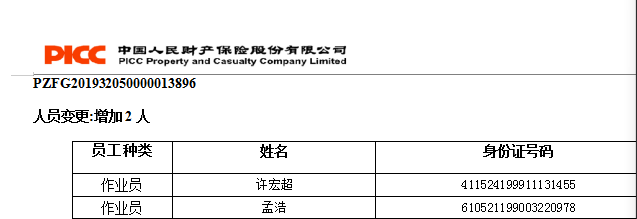 PICC 中国人民财产保险股份有限公司
PICC Property and Casualty Company Limited
PZFG201932050000013896
人员变更:增加 2 人
员工种类 姓名 身份证号码
作业员 许宏超 411524199911131455
作业员 孟浩 610521199003220978